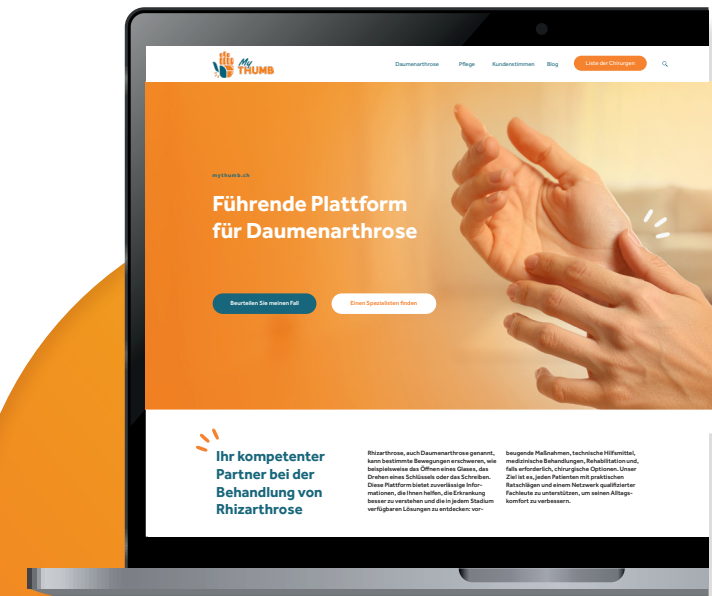 My
THUMB
Daumenarthrose Pflege Kundenstimmen Blog Liste der Chirurgen
mythumb.ch
Führende Plattform
für Daumenarthrose
Beurteilen Sie meinen Fall Einen Spezialisten finden
Ihr kompetenter
Partner bei der
Behandlung von
Rhizarthrose
Rhizarthrose, auch Daumenarthrose genannt,
kann bestimmte Bewegungen erschweren, wie
beispielsweise das Öffnen eines Glases, das
Drehen eines Schlüssels oder das Schreiben.
Diese Plattform bietet zuverlässige Infor-
mationen, die Ihnen helfen, die Erkrankung
besser zu verstehen und die in jedem Stadium
verfügbaren Lösungen zu entdecken: vor-
beugende Maßnahmen, technische Hilfsmittel,
medizinische Behandlungen, Rehabilitation und,
falls erforderlich, chirurgische Optionen. Unser
Ziel ist es, jeden Patienten mit praktischen
Ratschlägen und einem Netzwerk qualifizierter
Fachleute zu unterstützen, um seinen Alltags-
komfort zu verbessern.